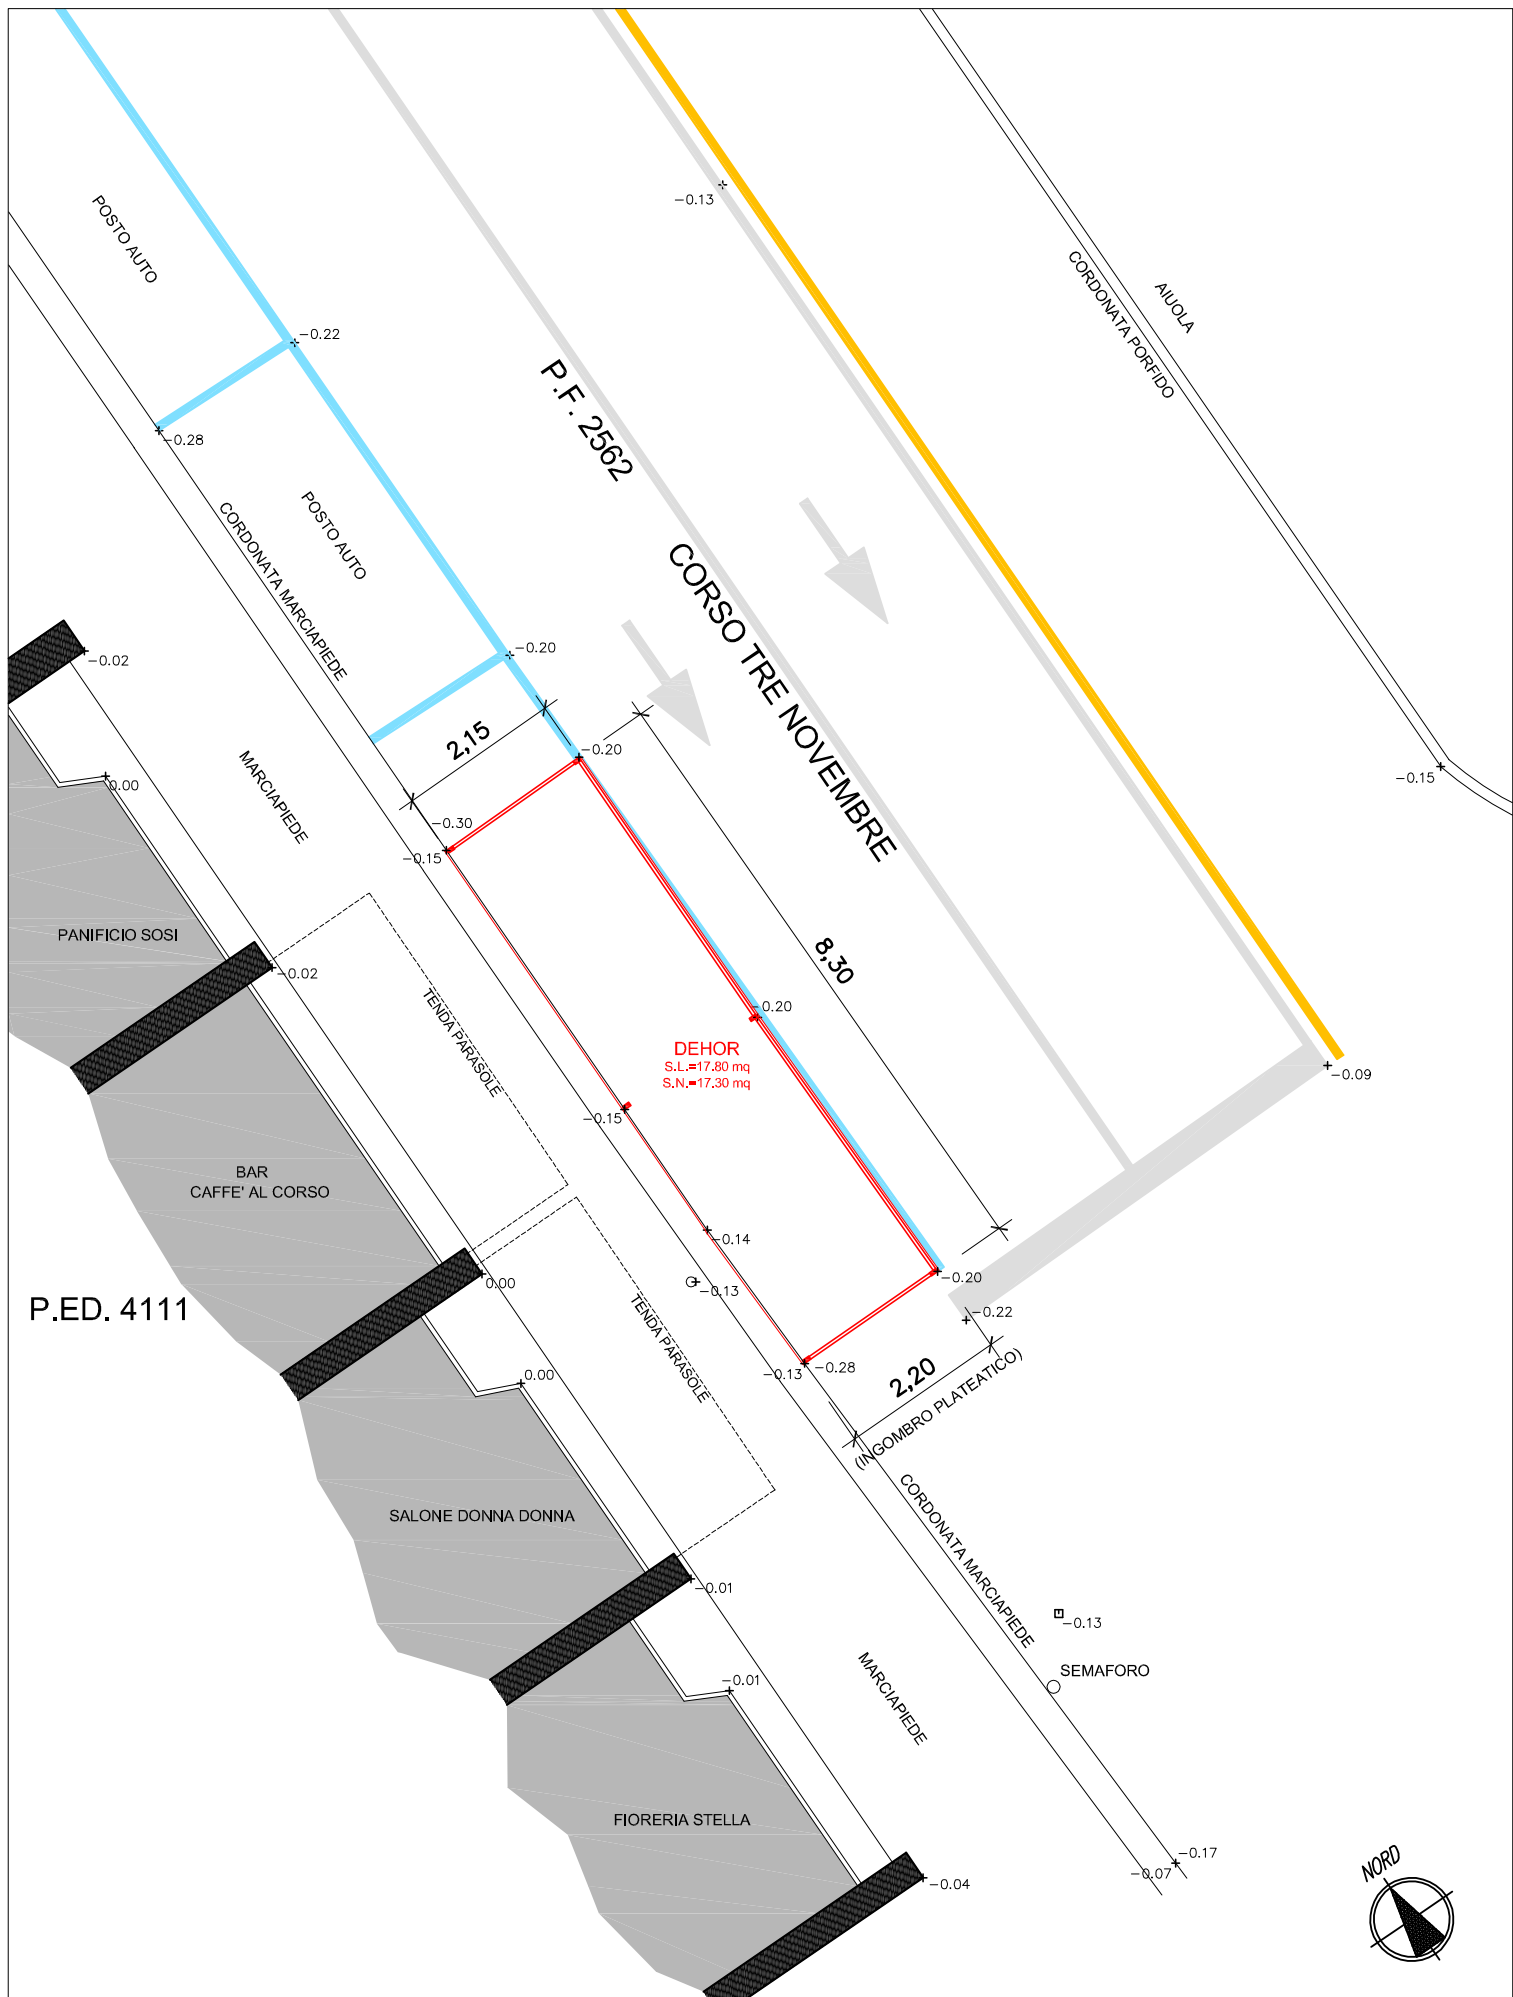 -0.13
POSTO AUTO
AIUOLA
CORDONATA PORFIDO
-0.22
P.F. 2562
-0.28
POSTO AUTO
CORDONATA MARCIAPIEDE
CORSO TRE NOVEMBRE
-0.20
-0.02
2,15
-0.20
MARCIAPIEDE
0.00
-0.15
-0.30
-0.15
PANIFICIO SOSI
8,30
-0.02
TENDA PARASOLE
-0.20
DEHOR
S.L.=17.80 mq
S.N.=17.30 mq
-0.09
-0.15
BAR
CAFFE' AL CORSO
-0.14
0.00
-0.13
-0.20
P.ED. 4111
-0.22
TENDA PARASOLE
-0.13
-0.28
2,20
(INGOMBRO PLATEATICO)
0.00
SALONE DONNA DONNA
CORDONATA MARCIAPIEDE
-0.01
-0.13
SEMAFORO
-0.01
MARCIAPIEDE
FIORERIA STELLA
-0.17
-0.07
-0.04
NORD